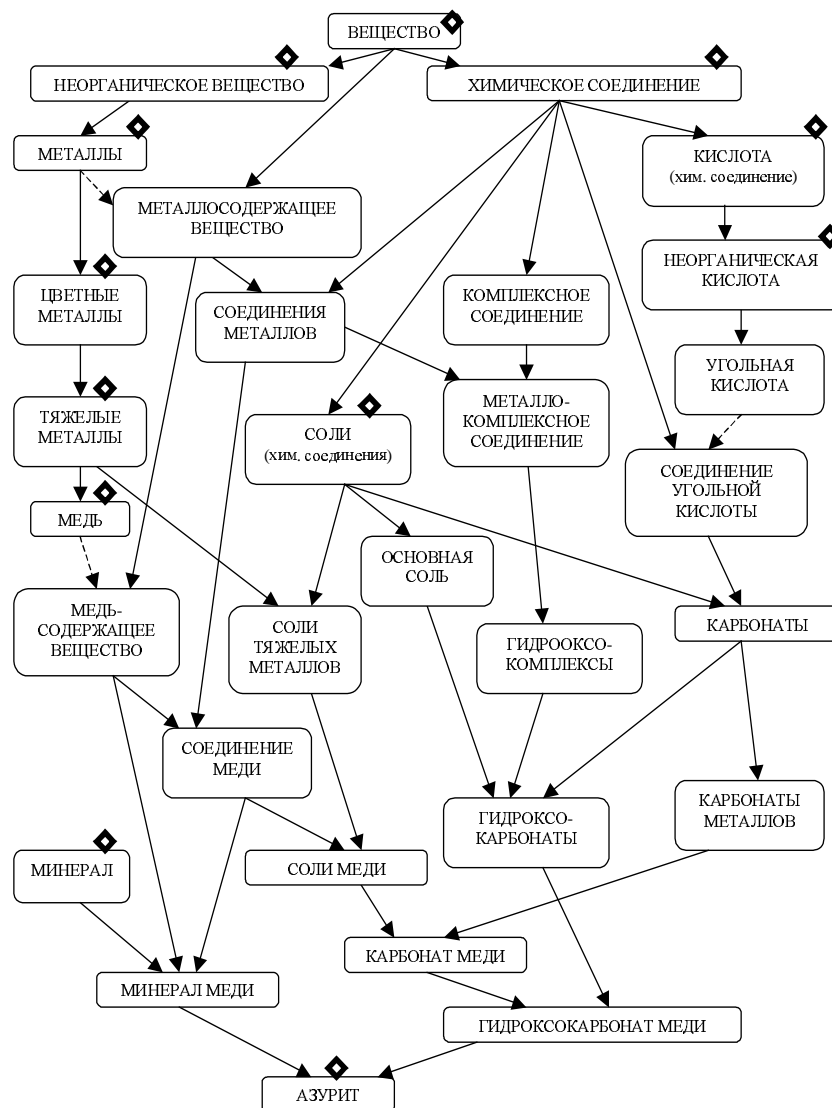 ВЕЩЕСТВО
НЕОРГАНИЧЕСКОЕ ВЕЩЕСТВО
ХИМИЧЕСКОЕ СОЕДИНЕНИЕ
МЕТАЛЛЫ
КИСЛОТА
(хим. соединение)
МЕТАЛЛОСОДЕРЖАЩЕЕ
ВЕЩЕСТВО
НЕОРГАНИЧЕСКАЯ
КИСЛОТА
ЦВЕТНЫЕ
МЕТАЛЛЫ
СОЕДИНЕНИЯ
МЕТАЛЛОВ
КОМПЛЕКСНОЕ
СОЕДИНЕНИЕ
УГОЛЬНАЯ
КИСЛОТА
ТЯЖЕЛЫЕ
МЕТАЛЛЫ
СОЛИ
(хим. соединения)
МЕТАЛЛО-
КОМПЛЕКСНОЕ
СОЕДИНЕНИЕ
СОЕДИНЕНИЕ
УГОЛЬНОЙ
КИСЛОТЫ
МЕДЬ
ОСНОВНАЯ
СОЛЬ
МЕДЬ-
СОДЕРЖАЩЕЕ
ВЕЩЕСТВО
СОЛИ
ТЯЖЕЛЫХ
МЕТАЛЛОВ
ГИДРООКСО-
КОМПЛЕКСЫ
КАРБОНАТЫ
СОЕДИНЕНИЕ
МЕДИ
ГИДРОКСО-
КАРБОНАТЫ
КАРБОНАТЫ
МЕТАЛЛОВ
МИНЕРАЛ
СОЛИ МЕДИ
КАРБОНАТ МЕДИ
МИНЕРАЛ МЕДИ
ГИДРОКСОКАРБОНАТ МЕДИ
АЗУРИТ